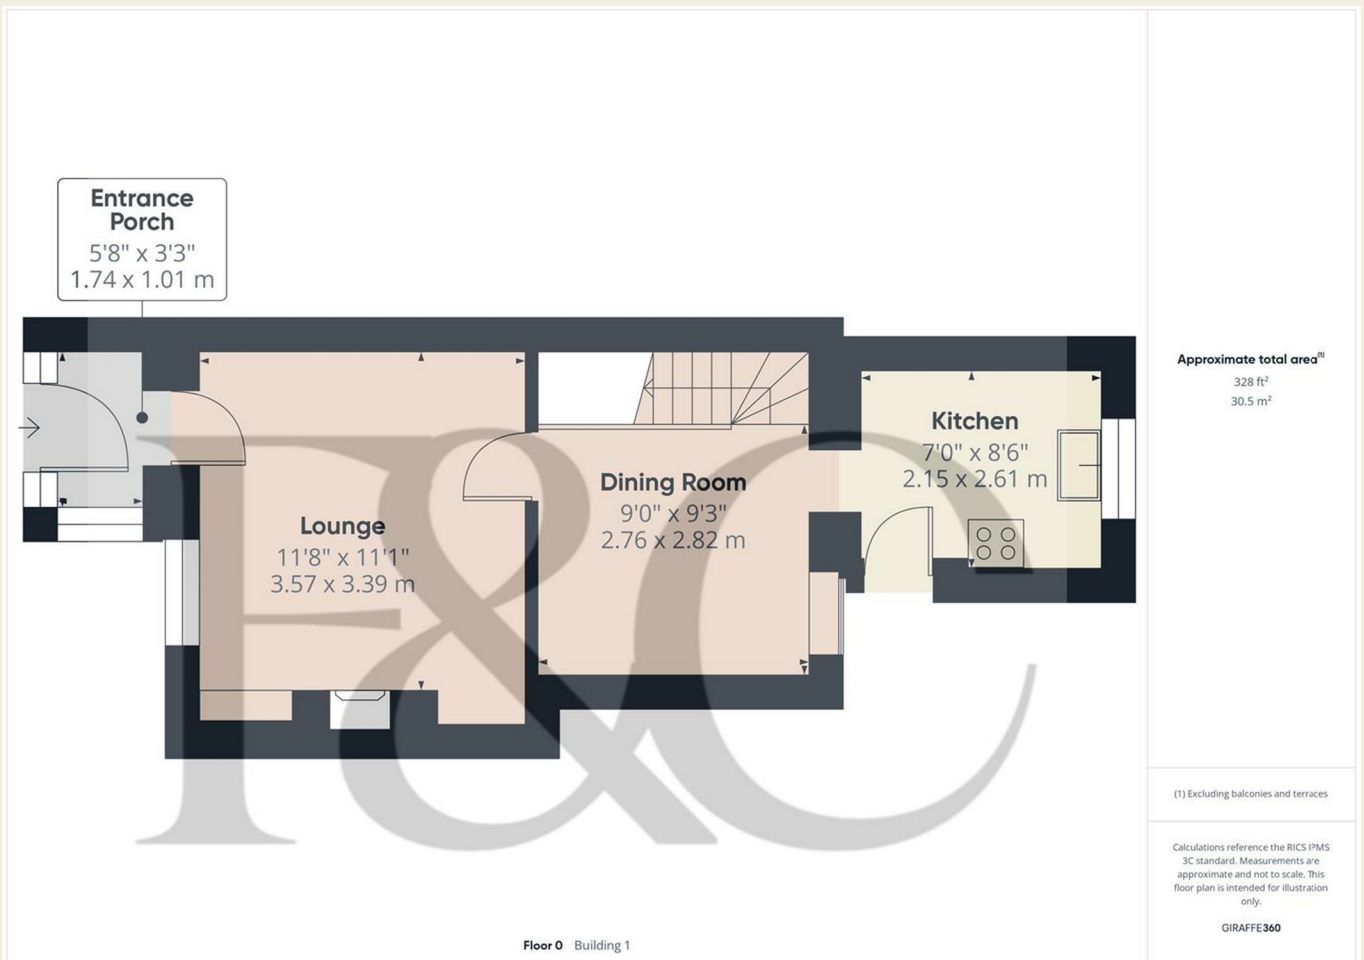 Entrance
Porch
5'8" x 3'3"
1.74 x 1.01 m
Lounge
11'8" x 11'1"
3.57 x 3.39 m
Dining Room
9'0" x 9'3"
2.76 x 2.82 m
Kitchen
7'0" x 8'6"
2.15 x 2.61 m
F&C
Floor 0 Building 1
Approximate total area(1)
328 ft²
30.5 m²
(1) Excluding balconies and terraces
Calculations reference the RICS IPMS
3C standard. Measurements are
approximate and not to scale. This
floor plan is intended for illustration
only.
GIRAFFE360